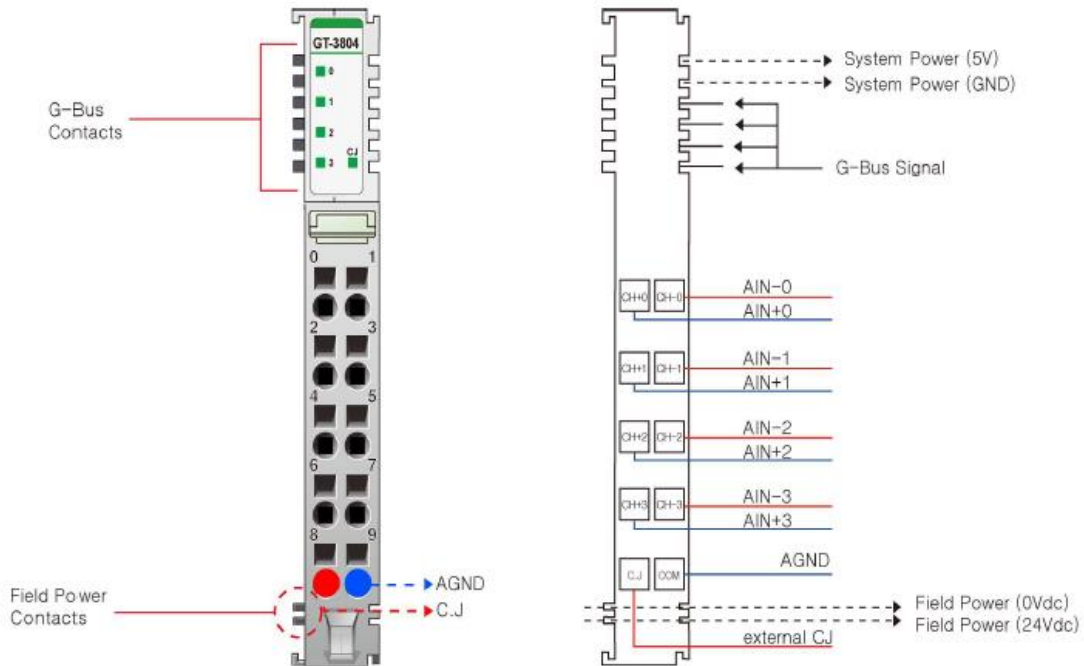 GT-3804
0
1
2
3 CJ
G-Bus
Contacts
0 1
2 3
4 5
6 7
8 9
AGND
C.J
Field Power
Contacts
System Power (5V)
System Power (GND)
G-Bus Signal
CH+0 CH-0
AIN-0
AIN+0
CH+1 CH-1
AIN-1
AIN+1
CH+2 CH-2
AIN-2
AIN+2
CH+3 CH-3
AIN-3
AIN+3
C.J COM
AGND
Field Power (0Vdc)
Field Power (24Vdc)
external CJ